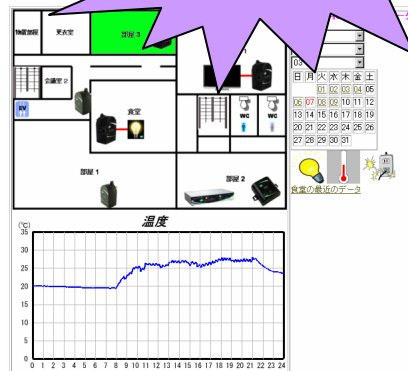 物置部屋
更衣室
部屋3
1
会議室2
EV
食堂
WC
WC
部屋1
部屋2
03
日 月 火 水 木 金 土
01 02 03 04 05
06 07 08 09 10 11 12
13 14 15 16 17 18 19
20 21 22 23 24 25 26
27 28 29 30 31
食堂の最近のデータ
温度
(℃)
35
30
25
20
15
10
5
0
0 1 2 3 4 5 6 7 8 9 10 11 12 13 14 15 16 17 18 19 20 21 22 23 24